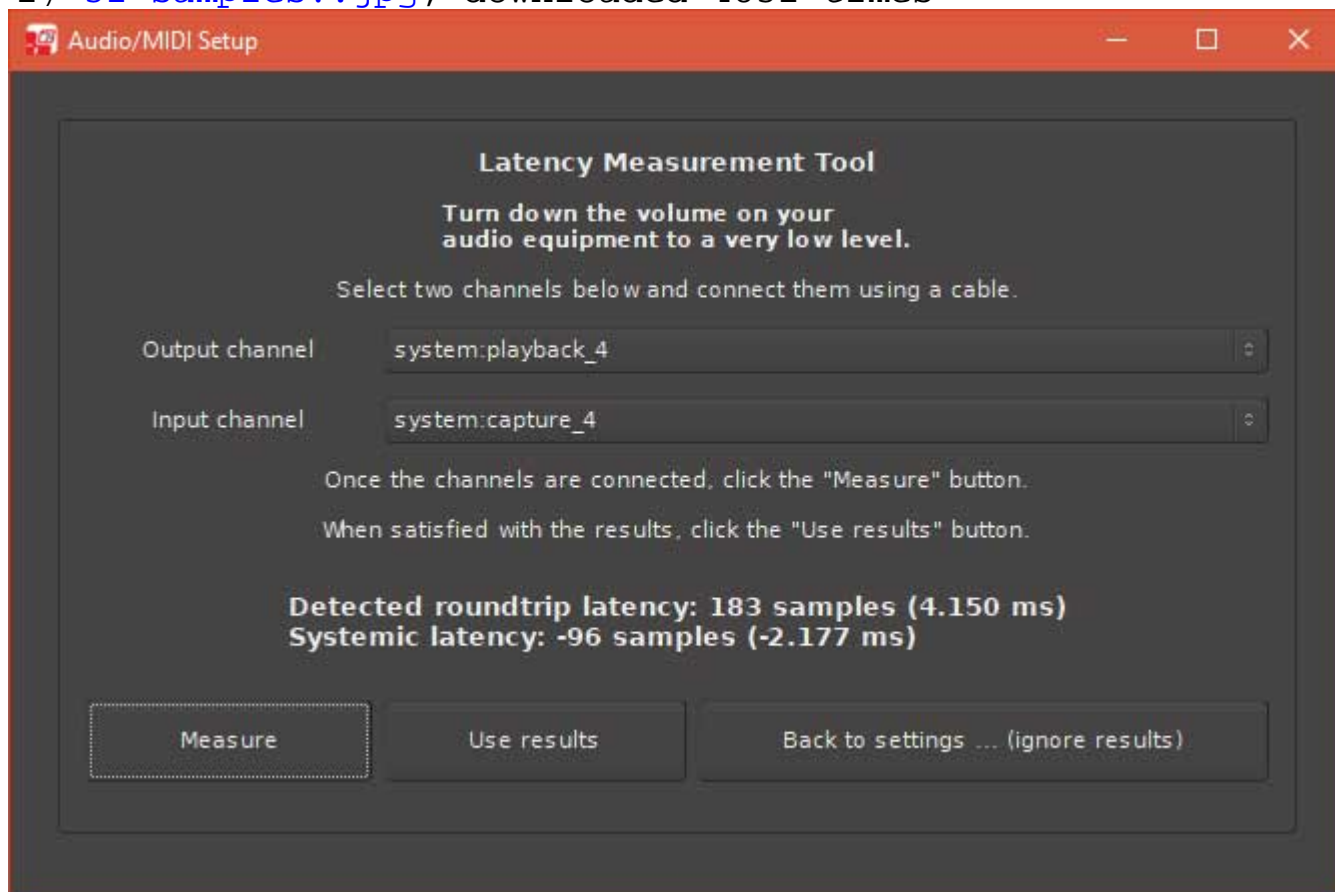 Audio/MIDI Setup
Latency Measurement Tool
Turn down the volume on your
audio equipment to a very low level.
Select two channels below and connect them using a cable.
Output channel system:playback_4
Input channel system:capture_4
Once the channels are connected, click the "Measure" button.
When satisfied with the results, click the "Use results" button.
Detected roundtrip latency: 183 samples (4.150 ms)
Systemic latency: -96 samples (-2.177 ms)
Measure Use results Back to settings ... (ignore results)